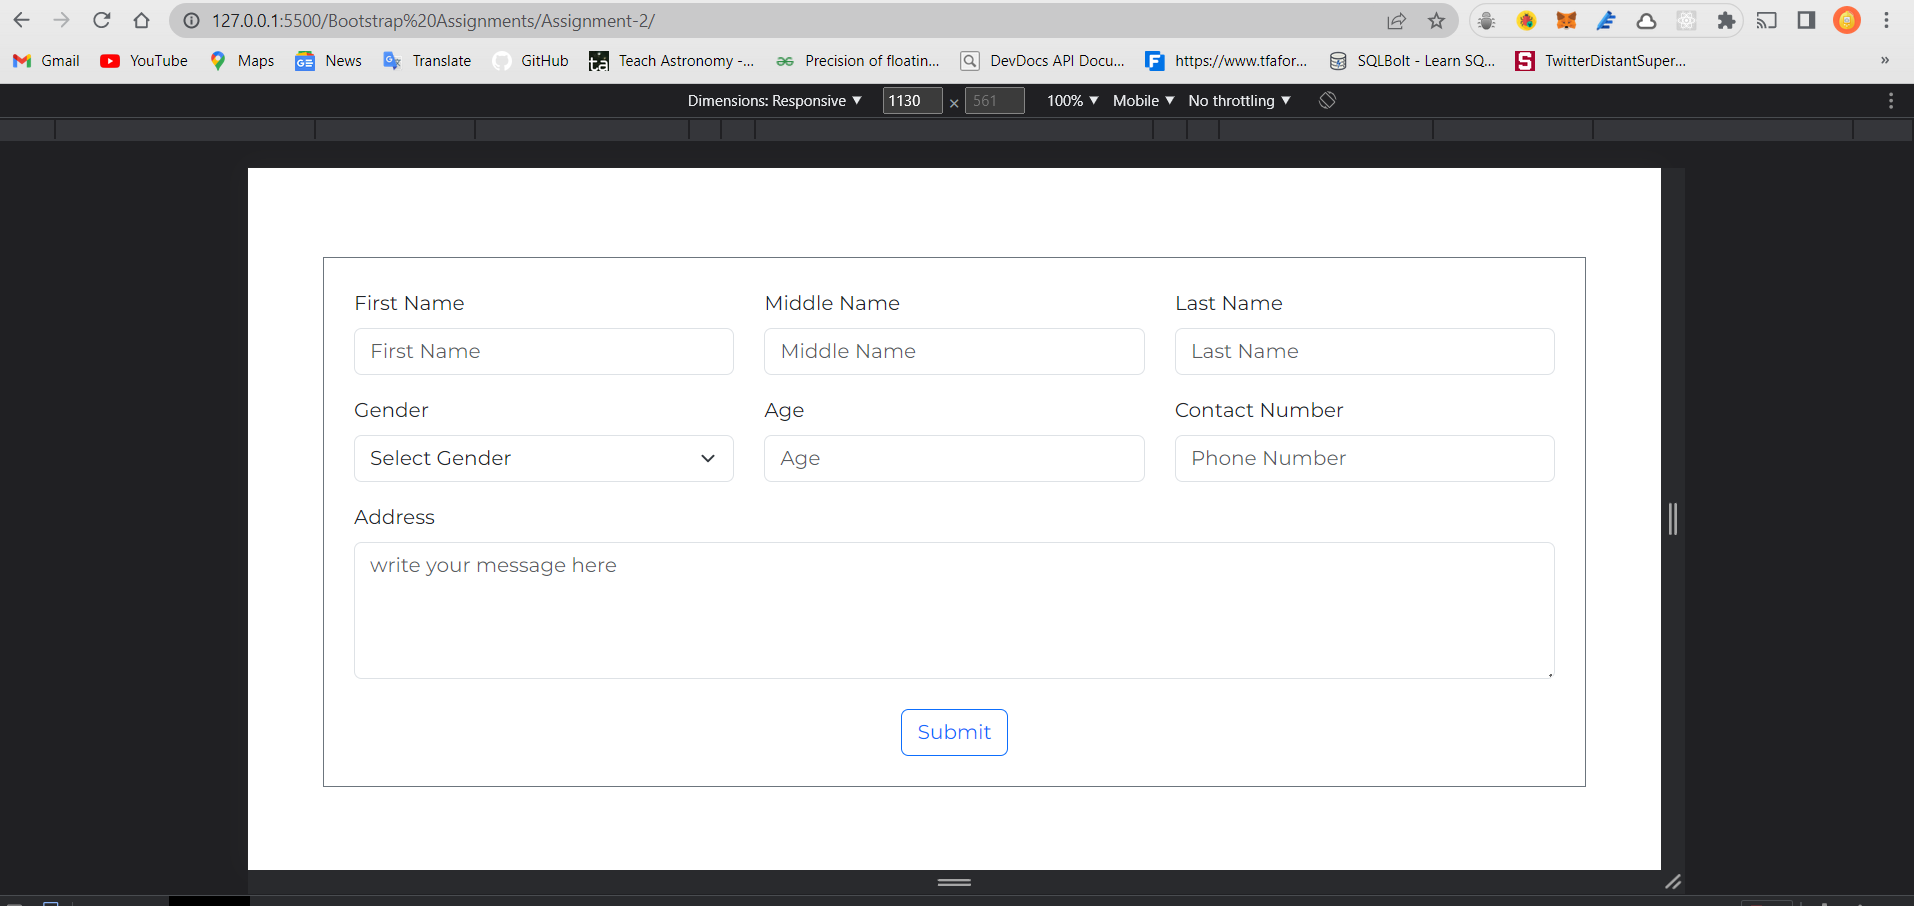 127.0.0.1:5500/Bootstrap%20Assignments/Assignment-2/
Gmail YouTube Maps News Translate GitHub Teach Astronomy -... Precision of floatin... DevDocs API Docu... https://www.tfafor... SQLBolt - Learn SQ... TwitterDistantSuper... »
Dimensions: Responsive ▼ 1130 × 561 100% ▼ Mobile ▼ No throttling ▼
First Name Middle Name Last Name
First Name Middle Name Last Name
Gender Age Contact Number
Select Gender Age Phone Number
Address
write your message here
Submit